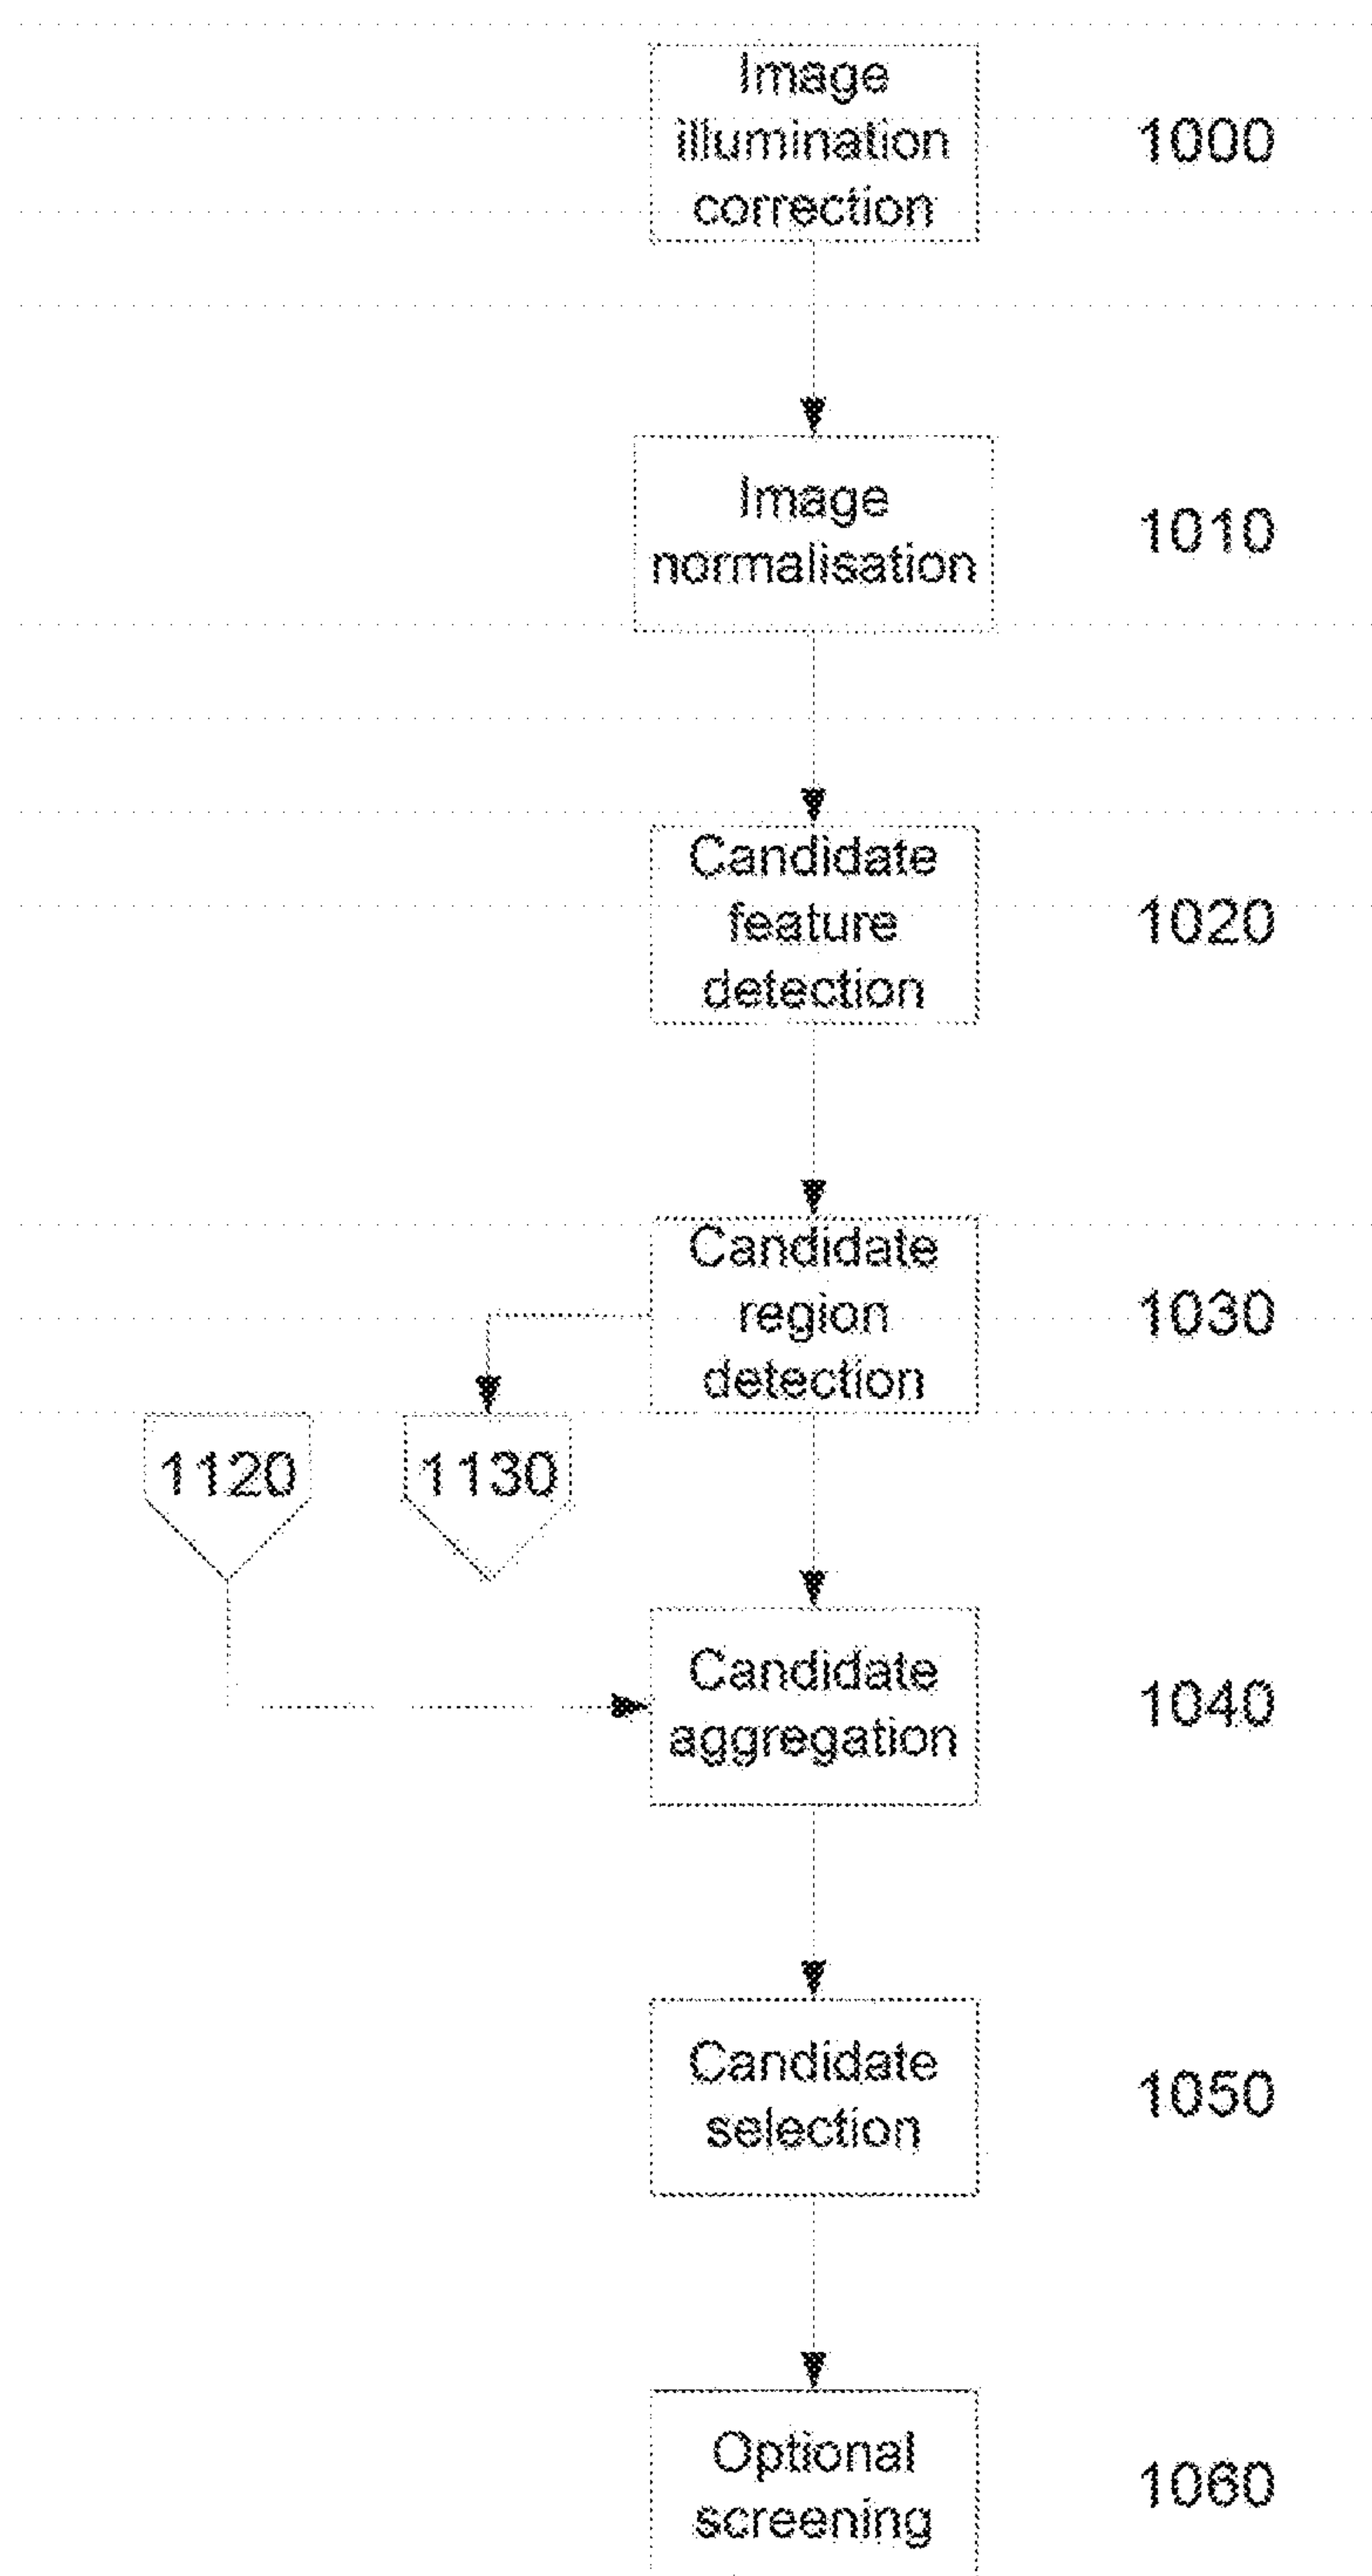 Image
illumination
correction
1000
Image
normalisation
1010
Candidate
feature
detection
1020
Candidate
region
detection
1030
1120
1130
Candidate
aggregation
1040
Candidate
selection
1050
Optional
screening
1060